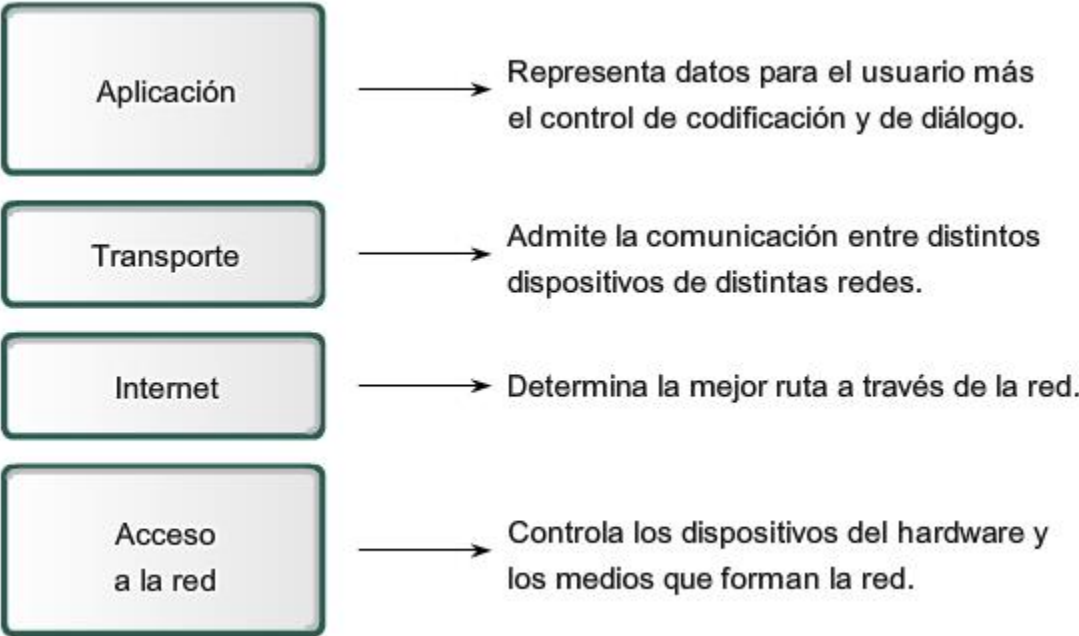 Aplicación
Representa datos para el usuario más
el control de codificación y de diálogo.
Transporte
Admite la comunicación entre distintos
dispositivos de distintas redes.
Internet
Determina la mejor ruta a través de la red.
Acceso
a la red
Controla los dispositivos del hardware y
los medios que forman la red.